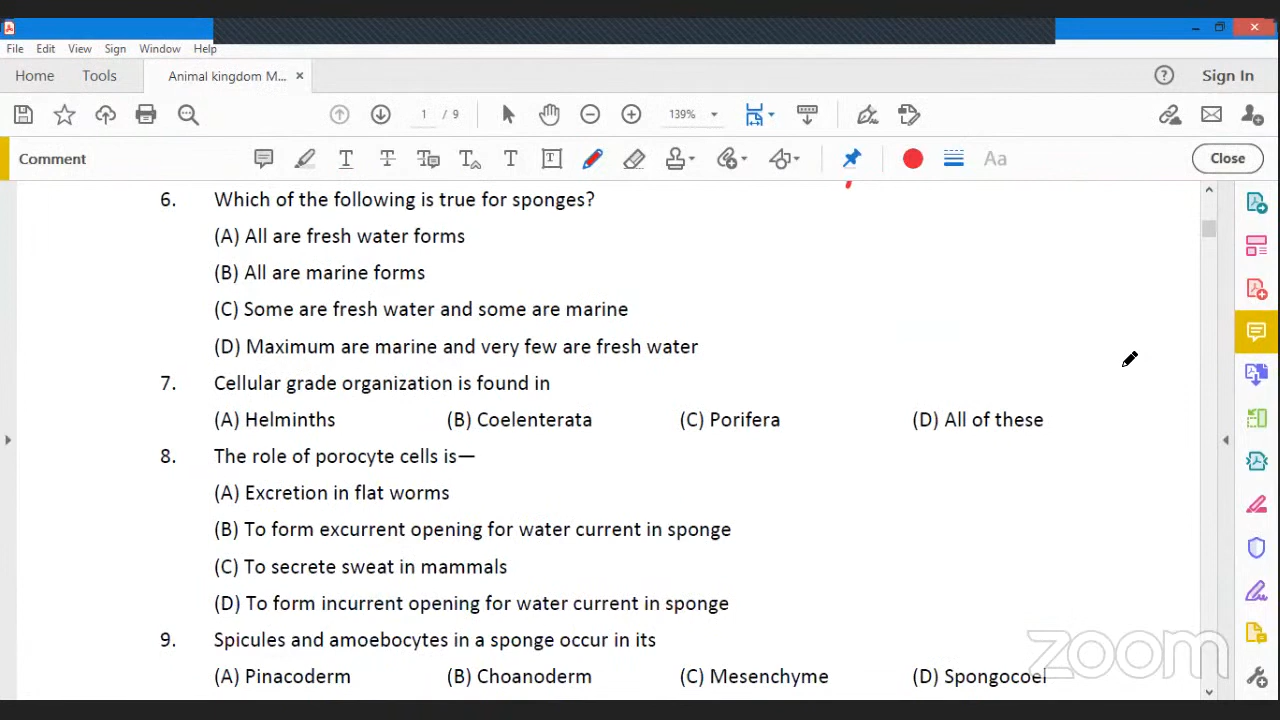 File Edit View Sign Window Help
Home Tools Animal kingdom M... × Sign In
1 / 9 139%
Comment Aa Close
6. Which of the following is true for sponges?
(A) All are fresh water forms
(B) All are marine forms
(C) Some are fresh water and some are marine
(D) Maximum are marine and very few are fresh water
7. Cellular grade organization is found in
(A) Helminths (B) Coelenterata (C) Porifera (D) All of these
8. The role of porocyte cells is—
(A) Excretion in flat worms
(B) To form excurrent opening for water current in sponge
(C) To secrete sweat in mammals
(D) To form incurrent opening for water current in sponge
9. Spicules and amoebocytes in a sponge occur in its
(A) Pinacoderm (B) Choanoderm (C) Mesenchyme (D) Spongocoel
zoom